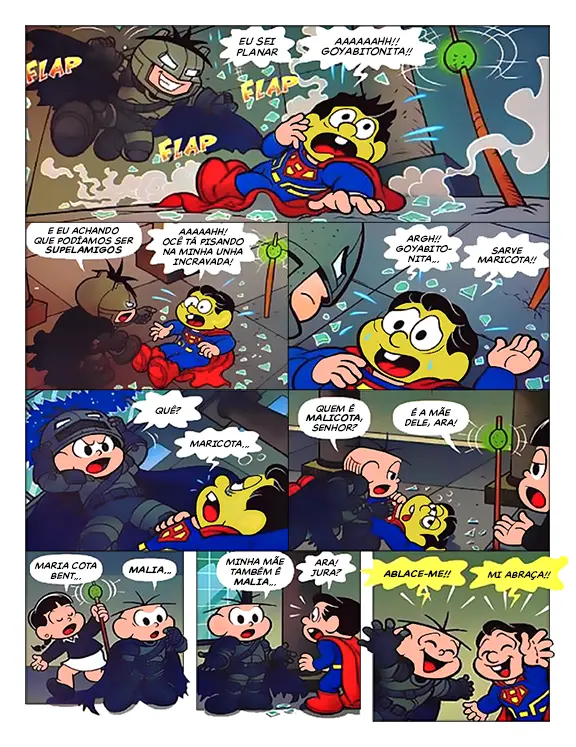 EU SEI
PLANAR
AAAAAAHH!!
GOYABITONITA!!
FLAP
FLAP
FLAP
E EU ACHANDO
QUE PODÍAMOS SER
SUPELAMIGOS
AAAAAHH!
OCÊ TÁ PISANDO
NA MINHA UNHA
INCRAVADA!
ARGH!!
GOYABITO-
NITA...
SARVE
MARICOTA!!
QUÊ?
MARICOTA...
QUEM É
MALICOTA,
SENHOR?
É A MÃE
DELE, ARA!
MARIA COTA
BENT...
MALIA...
MINHA MÃE
TAMBÉM É
MALIA...
ARA!
JURA?
ABLACE-ME!!
MI ABRAÇA!!